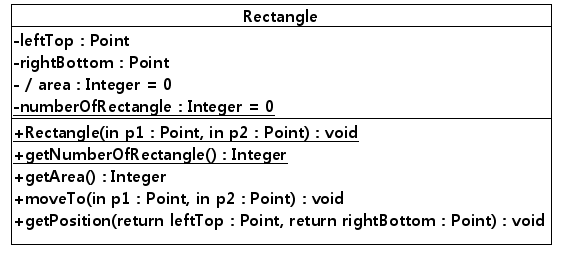 Rectangle
-leftTop : Point
-rightBottom : Point
- / area : Integer = 0
-numberOfRectangle : Integer = 0
+Rectangle(in p1 : Point, in p2 : Point) : void
+getNumberOfRectangle() : Integer
+getArea() : Integer
+moveTo(in p1 : Point, in p2 : Point) : void
+getPosition(return leftTop : Point, return rightBottom : Point) : void